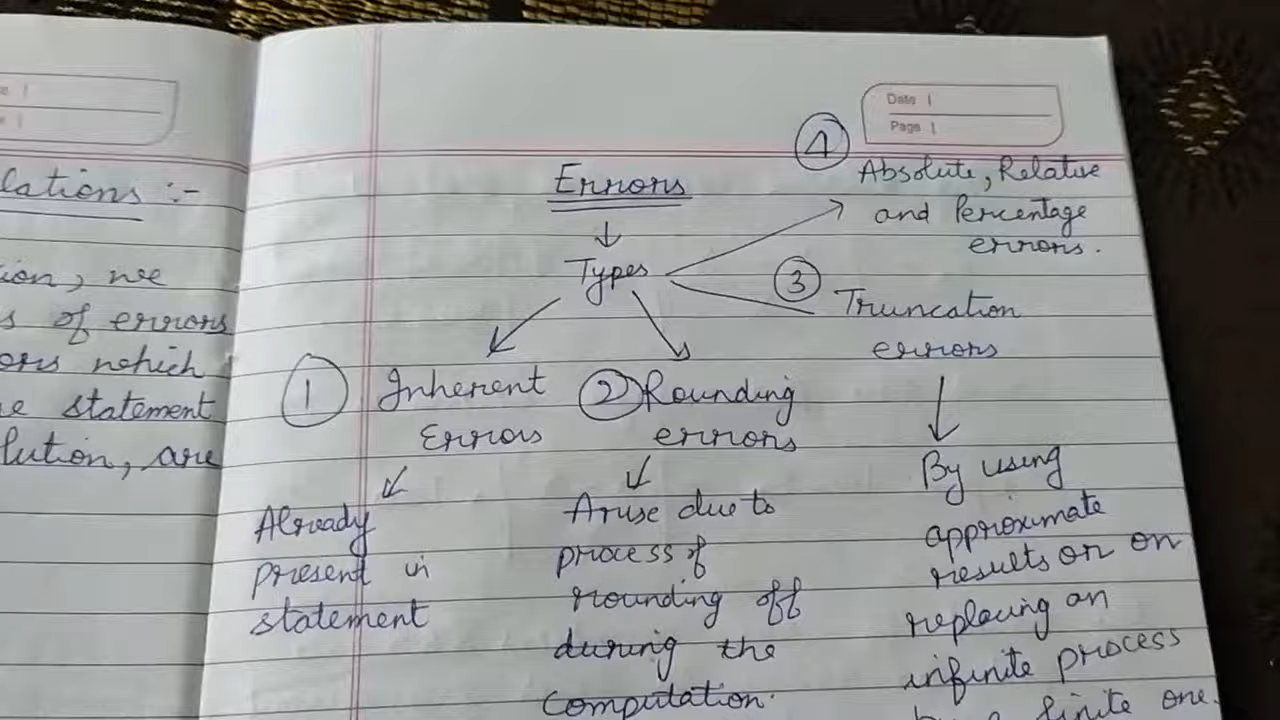 lations :-
ion, we
s of errors
ors which
e statement
lution, are
Date
Page
Errors
↓
Types
④
Absolute, Relative
and Percentage
errors.
③
Truncation
errors
↓
By using
approximate
results or on
replacing an
infinite process
by a finite one.
① Inherent
Errors
Already
present in
statement
② Rounding
errors
Aruse due to
process of
rounding off
during the
computation.